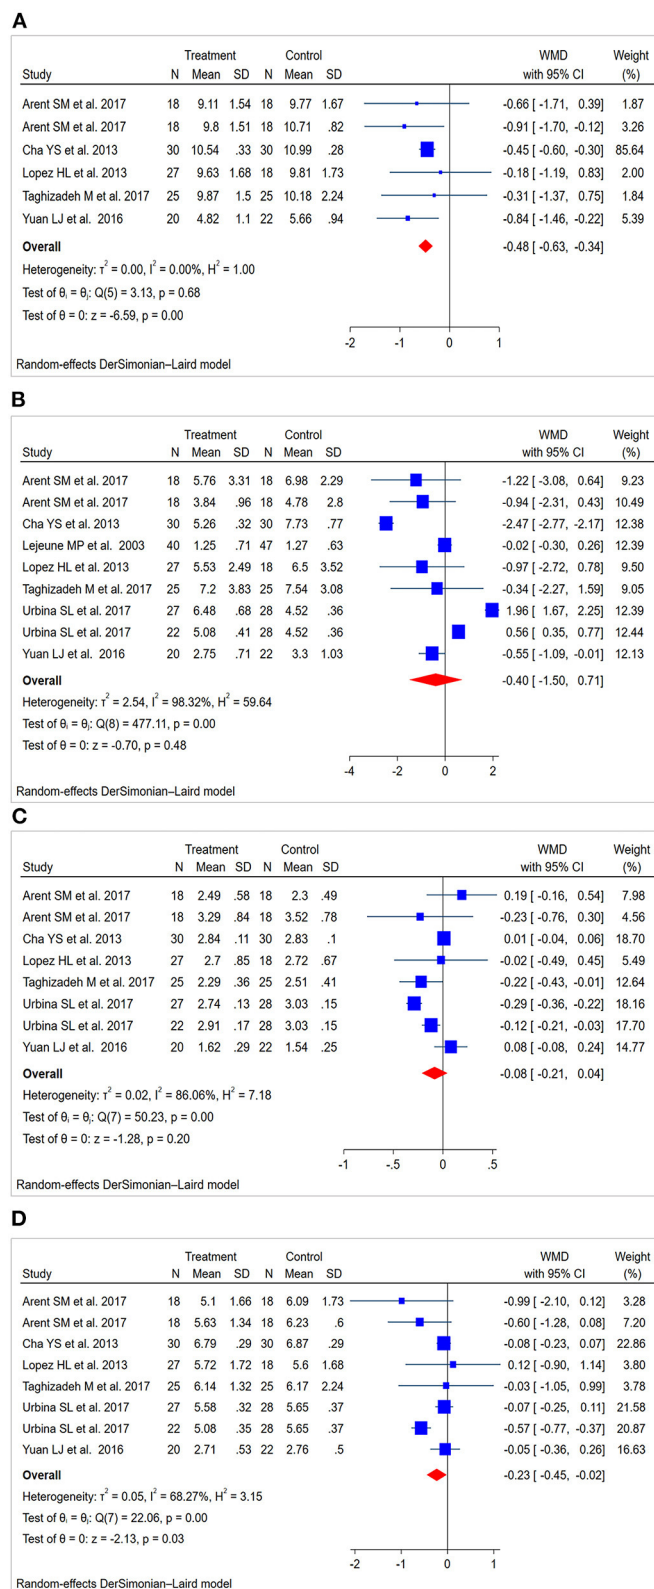 A
Treatment Control WMD Weight
Study N Mean SD N Mean SD with 95% CI (%)
Arent SM et al. 2017 18 9.11 1.54 18 9.77 1.67 -0.66 [ -1.71, 0.39] 1.87
Arent SM et al. 2017 18 9.8 1.51 18 10.71 .82 -0.91 [ -1.70, -0.12] 3.26
Cha YS et al. 2013 30 10.54 .33 30 10.99 .28 -0.45 [ -0.60, -0.30] 85.64
Lopez HL et al. 2013 27 9.63 1.68 18 9.81 1.73 -0.18 [ -1.19, 0.83] 2.00
Taghizadeh M et al. 2017 25 9.87 1.5 25 10.18 2.24 -0.31 [ -1.37, 0.75] 1.84
Yuan LJ et al. 2016 20 4.82 1.1 22 5.66 .94 -0.84 [ -1.46, -0.22] 5.39
Overall -0.48 [ -0.63, -0.34]
Heterogeneity: τ² = 0.00, I² = 0.00%, H² = 1.00
Test of θᵢ = θⱼ: Q(5) = 3.13, p = 0.68
Test of θ = 0: z = -6.59, p = 0.00
-2 -1 0 1
Random-effects DerSimonian–Laird model
B
Treatment Control WMD Weight
Study N Mean SD N Mean SD with 95% CI (%)
Arent SM et al. 2017 18 5.76 3.31 18 6.98 2.29 -1.22 [ -3.08, 0.64] 9.23
Arent SM et al. 2017 18 3.84 .96 18 4.78 2.8 -0.94 [ -2.31, 0.43] 10.49
Cha YS et al. 2013 30 5.26 .32 30 7.73 .77 -2.47 [ -2.77, -2.17] 12.38
Lejeune MP et al. 2003 40 1.25 .71 47 1.27 .63 -0.02 [ -0.30, 0.26] 12.39
Lopez HL et al. 2013 27 5.53 2.49 18 6.5 3.52 -0.97 [ -2.72, 0.78] 9.50
Taghizadeh M et al. 2017 25 7.2 3.83 25 7.54 3.08 -0.34 [ -2.27, 1.59] 9.05
Urbina SL et al. 2017 27 6.48 .68 28 4.52 .36 1.96 [ 1.67, 2.25] 12.39
Urbina SL et al. 2017 22 5.08 .41 28 4.52 .36 0.56 [ 0.35, 0.77] 12.44
Yuan LJ et al. 2016 20 2.75 .71 22 3.3 1.03 -0.55 [ -1.09, -0.01] 12.13
Overall -0.40 [ -1.50, 0.71]
Heterogeneity: τ² = 2.54, I² = 98.32%, H² = 59.64
Test of θᵢ = θⱼ: Q(8) = 477.11, p = 0.00
Test of θ = 0: z = -0.70, p = 0.48
-4 -2 0 2
Random-effects DerSimonian–Laird model
C
Treatment Control WMD Weight
Study N Mean SD N Mean SD with 95% CI (%)
Arent SM et al. 2017 18 2.49 .58 18 2.3 .49 0.19 [ -0.16, 0.54] 7.98
Arent SM et al. 2017 18 3.29 .84 18 3.52 .78 -0.23 [ -0.76, 0.30] 4.56
Cha YS et al. 2013 30 2.84 .11 30 2.83 .1 0.01 [ -0.04, 0.06] 18.70
Lopez HL et al. 2013 27 2.7 .85 18 2.72 .67 -0.02 [ -0.49, 0.45] 5.49
Taghizadeh M et al. 2017 25 2.29 .36 25 2.51 .41 -0.22 [ -0.43, -0.01] 12.64
Urbina SL et al. 2017 27 2.74 .13 28 3.03 .15 -0.29 [ -0.36, -0.22] 18.16
Urbina SL et al. 2017 22 2.91 .17 28 3.03 .15 -0.12 [ -0.21, -0.03] 17.70
Yuan LJ et al. 2016 20 1.62 .29 22 1.54 .25 0.08 [ -0.08, 0.24] 14.77
Overall -0.08 [ -0.21, 0.04]
Heterogeneity: τ² = 0.02, I² = 86.06%, H² = 7.18
Test of θᵢ = θⱼ: Q(7) = 50.23, p = 0.00
Test of θ = 0: z = -1.28, p = 0.20
-1 -.5 0 .5
Random-effects DerSimonian–Laird model
D
Treatment Control WMD Weight
Study N Mean SD N Mean SD with 95% CI (%)
Arent SM et al. 2017 18 5.1 1.66 18 6.09 1.73 -0.99 [ -2.10, 0.12] 3.28
Arent SM et al. 2017 18 5.63 1.34 18 6.23 .6 -0.60 [ -1.28, 0.08] 7.20
Cha YS et al. 2013 30 6.79 .29 30 6.87 .29 -0.08 [ -0.23, 0.07] 22.86
Lopez HL et al. 2013 27 5.72 1.72 18 5.6 1.68 0.12 [ -0.90, 1.14] 3.80
Taghizadeh M et al. 2017 25 6.14 1.32 25 6.17 2.24 -0.03 [ -1.05, 0.99] 3.78
Urbina SL et al. 2017 27 5.58 .32 28 5.65 .37 -0.07 [ -0.25, 0.11] 21.58
Urbina SL et al. 2017 22 5.08 .35 28 5.65 .37 -0.57 [ -0.77, -0.37] 20.87
Yuan LJ et al. 2016 20 2.71 .53 22 2.76 .5 -0.05 [ -0.36, 0.26] 16.63
Overall -0.23 [ -0.45, -0.02]
Heterogeneity: τ² = 0.05, I² = 68.27%, H² = 3.15
Test of θᵢ = θⱼ: Q(7) = 22.06, p = 0.00
Test of θ = 0: z = -2.13, p = 0.03
-2 -1 0 1
Random-effects DerSimonian–Laird model